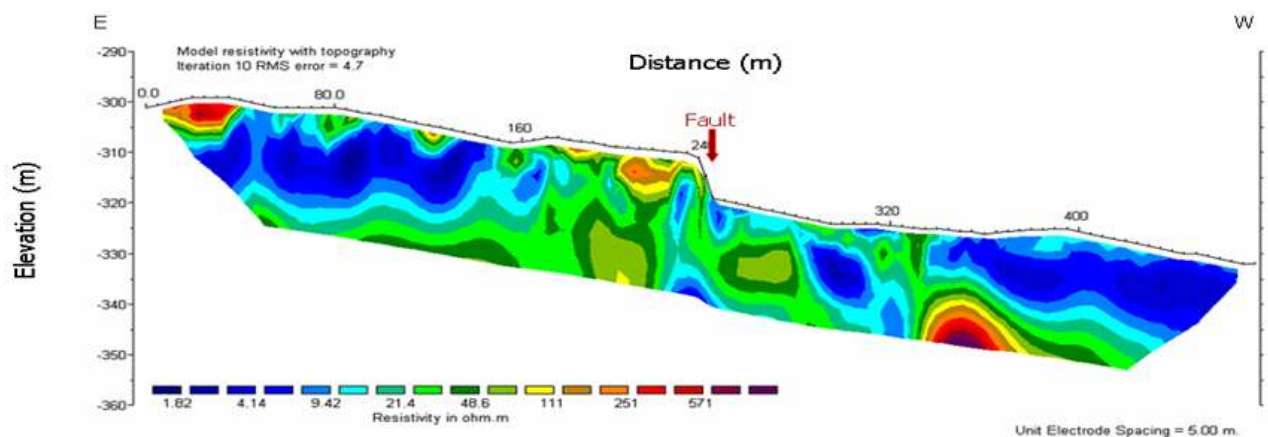 E
W
-290
Model resistivity with topography
Iteration 10 RMS error = 4.7
Distance (m)
-300
0.0
80.0
Fault
-310
160
24
-320
320
400
-330
-340
-350
-360
Elevation (m)
1.82 4.14 9.42 21.4 48.6 111 251 571
Resistivity in ohm.m
Unit Electrode Spacing = 5.00 m.